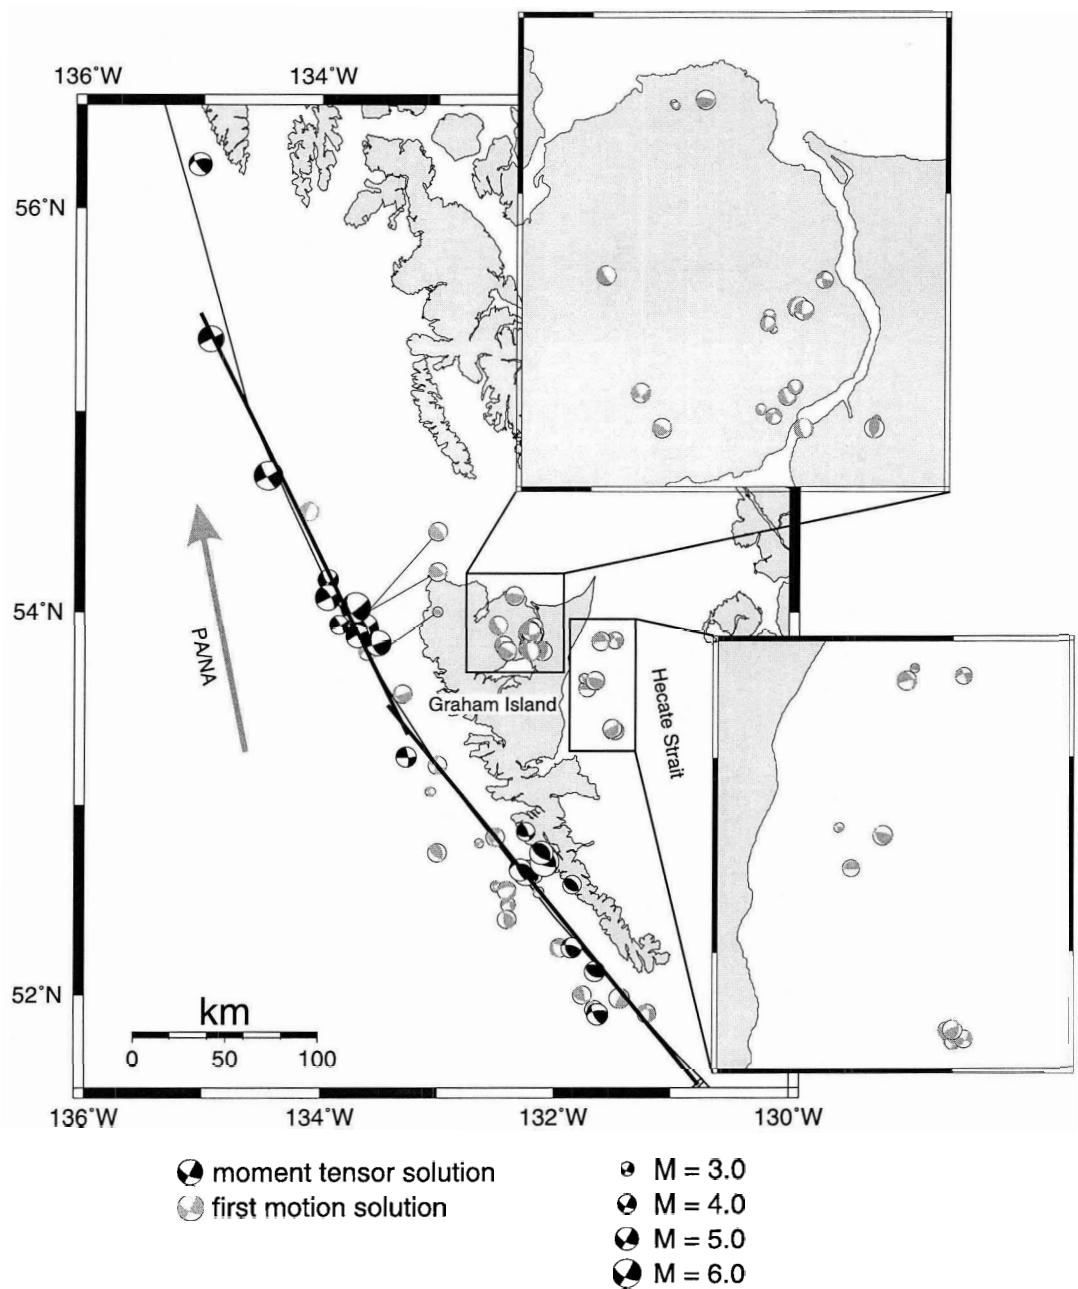 136°W 134°W
56°N
54°N
PA/NA
Graham Island
Hecate Strait
52°N
km
0 50 100
136°W 134°W 132°W 130°W
moment tensor solution
first motion solution
M = 3.0
M = 4.0
M = 5.0
M = 6.0